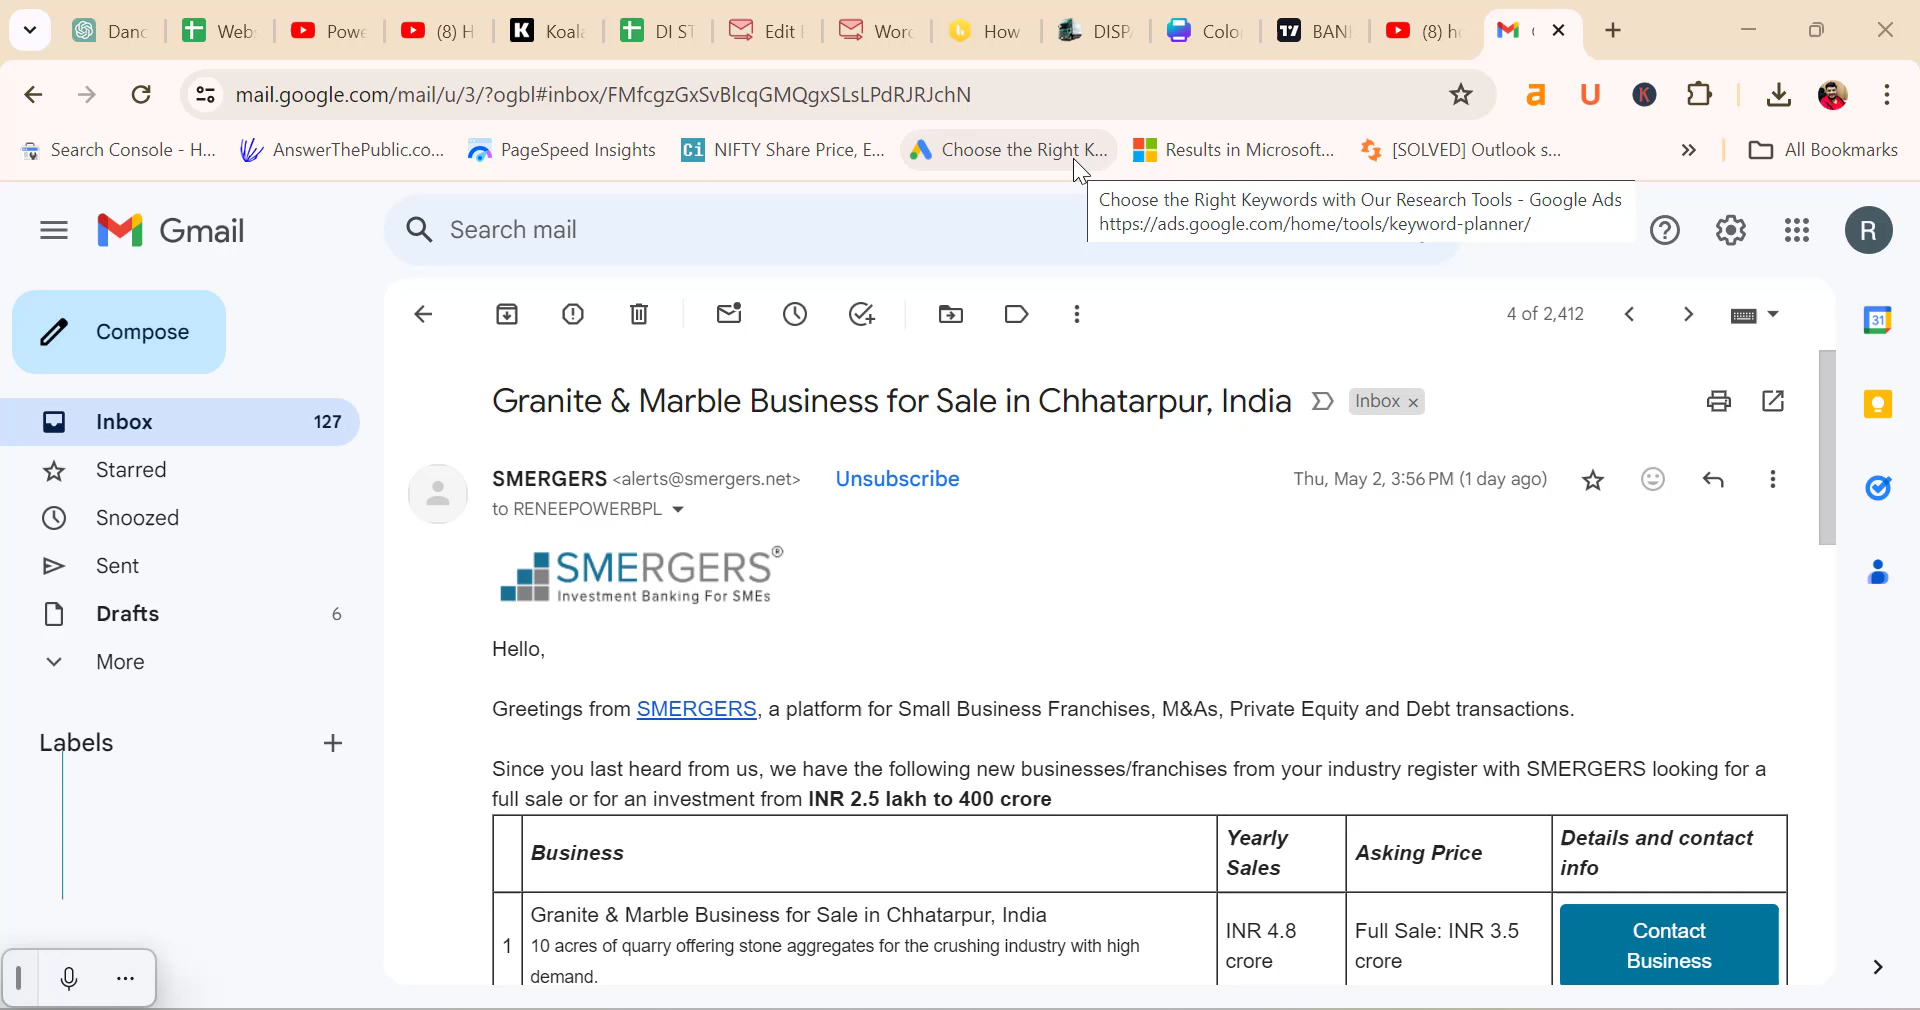 Danc
Web
Powe
(8) H
Koala
DI ST
Edit
Word
How
DISPA
Color
BANK
(8) ho
mail.google.com/mail/u/3/?ogbl#inbox/FMfcgzGxSvBlcqGMQgxSLsLPdRJRJchN
a U K
Search Console - H...
AnswerThePublic.co...
PageSpeed Insights
Ci NIFTY Share Price, E...
Choose the Right K...
Results in Microsoft...
[SOLVED] Outlook s...
» All Bookmarks
Choose the Right Keywords with Our Research Tools - Google Ads
https://ads.google.com/home/tools/keyword-planner/
Gmail
Search mail
R
Compose
4 of 2,412
31
Granite & Marble Business for Sale in Chhatarpur, India Inbox ×
Inbox 127
Starred
Snoozed
Sent
Drafts 6
More
Labels +
SMERGERS <alerts@smergers.net> Unsubscribe Thu, May 2, 3:56 PM (1 day ago)
to RENEEPOWERBPL
SMERGERS®
Investment Banking For SMEs
Hello,
Greetings from SMERGERS, a platform for Small Business Franchises, M&As, Private Equity and Debt transactions.
Since you last heard from us, we have the following new businesses/franchises from your industry register with SMERGERS looking for a
full sale or for an investment from INR 2.5 lakh to 400 crore
Business
Yearly
Sales
Asking Price
Details and contact
info
1
Granite & Marble Business for Sale in Chhatarpur, India
10 acres of quarry offering stone aggregates for the crushing industry with high
demand.
INR 4.8
crore
Full Sale: INR 3.5
crore
Contact
Business